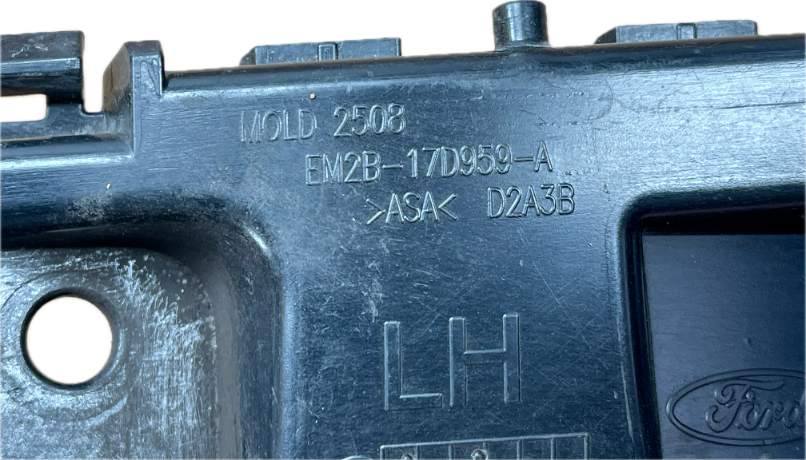 MOLD 2508
EM2B-17D959-A
>ASA< D2A3B
LH
Ford